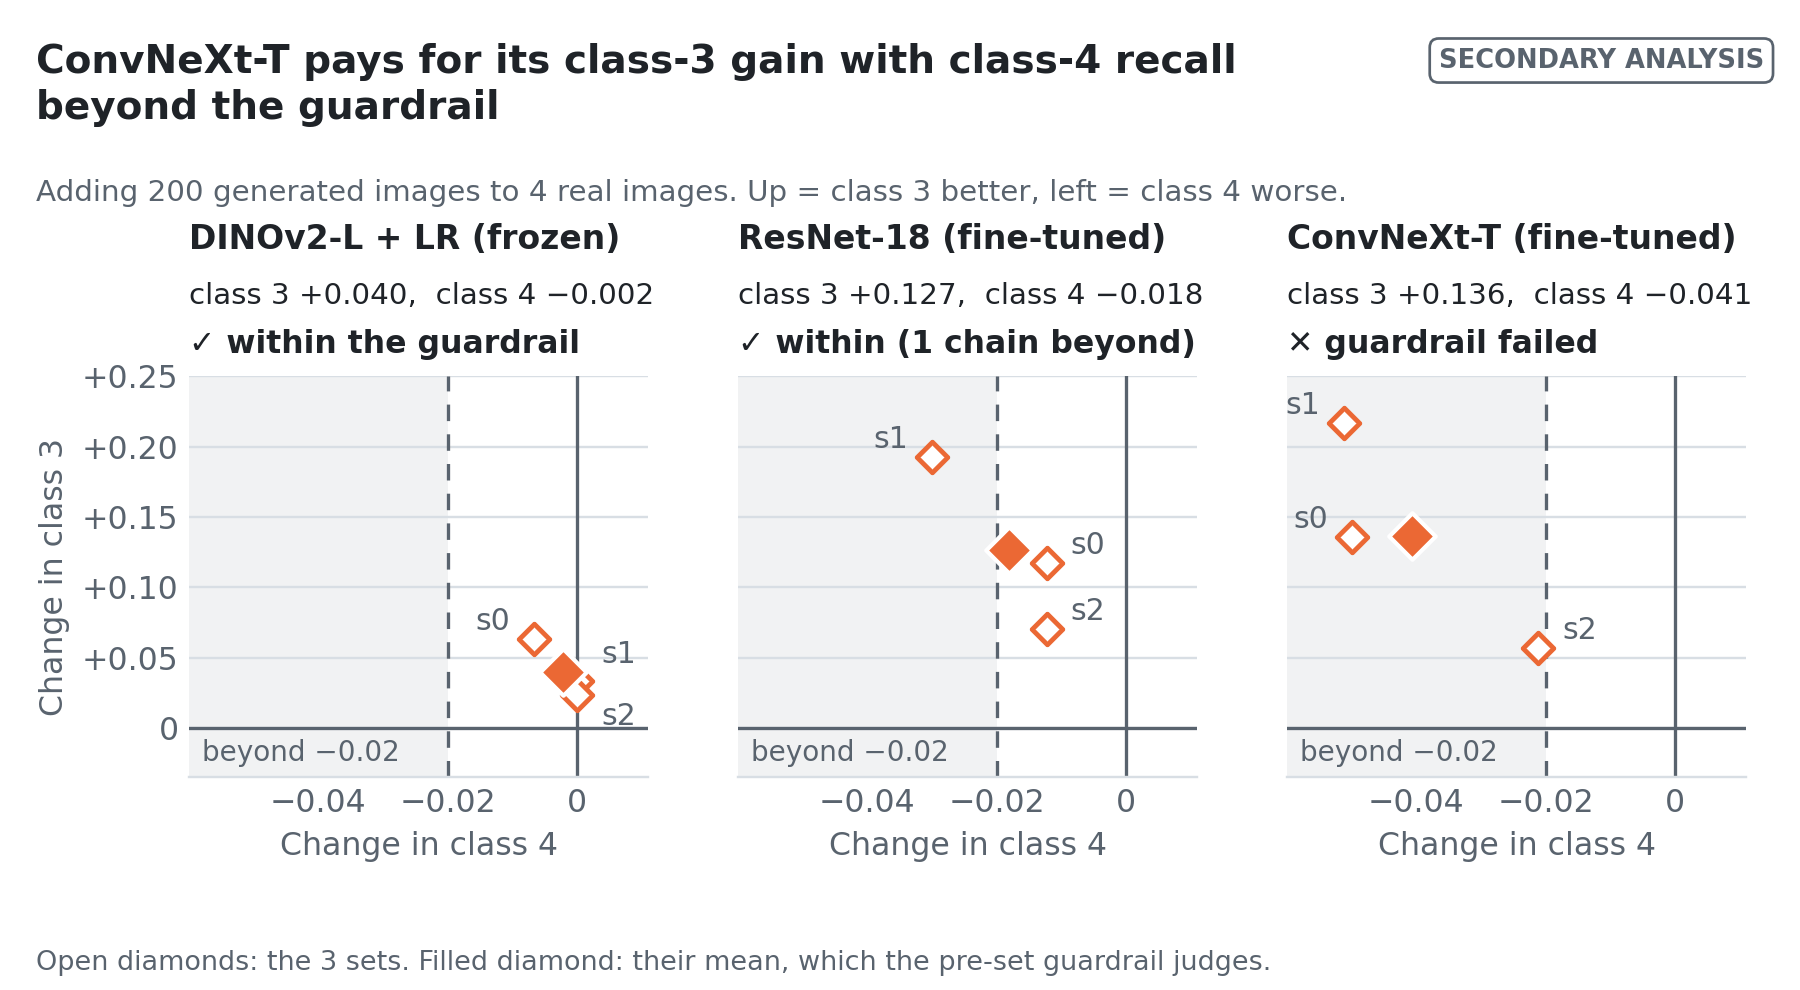 ConvNeXt-T pays for its class-3 gain with class-4 recall
beyond the guardrail
SECONDARY ANALYSIS
Adding 200 generated images to 4 real images. Up = class 3 better, left = class 4 worse.
DINOv2-L + LR (frozen)
class 3 +0.040,  class 4 −0.002
✓ within the guardrail
ResNet-18 (fine-tuned)
class 3 +0.127,  class 4 −0.018
✓ within (1 chain beyond)
ConvNeXt-T (fine-tuned)
class 3 +0.136,  class 4 −0.041
✕ guardrail failed
Change in class 3
+0.25
+0.20
+0.15
+0.10
+0.05
0
s0
s1
s2
beyond −0.02
−0.04
−0.02
0
Change in class 4
s1
s0
s2
beyond −0.02
−0.04
−0.02
0
Change in class 4
s1
s0
s2
beyond −0.02
−0.04
−0.02
0
Change in class 4
Open diamonds: the 3 sets. Filled diamond: their mean, which the pre-set guardrail judges.